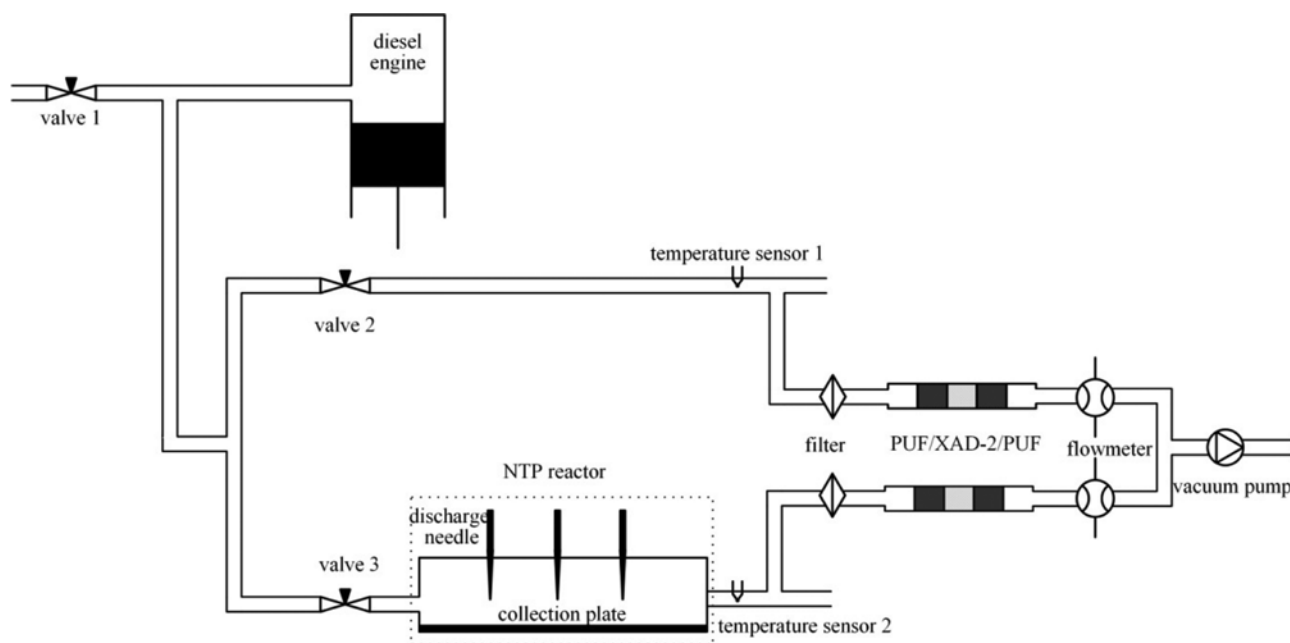 diesel
engine
valve 1
temperature sensor 1
valve 2
filter
PUF/XAD-2/PUF
flowmeter
vacuum pump
NTP reactor
discharge
needle
valve 3
collection plate
temperature sensor 2